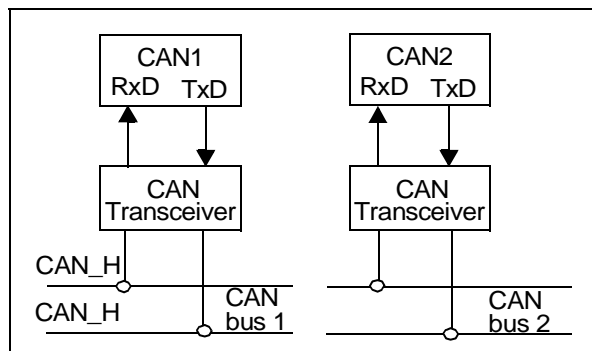 CAN1
RxD TxD
CAN
Transceiver
CAN_H
CAN_H
CAN
bus 1
CAN2
RxD TxD
CAN
Transceiver
CAN
bus 2